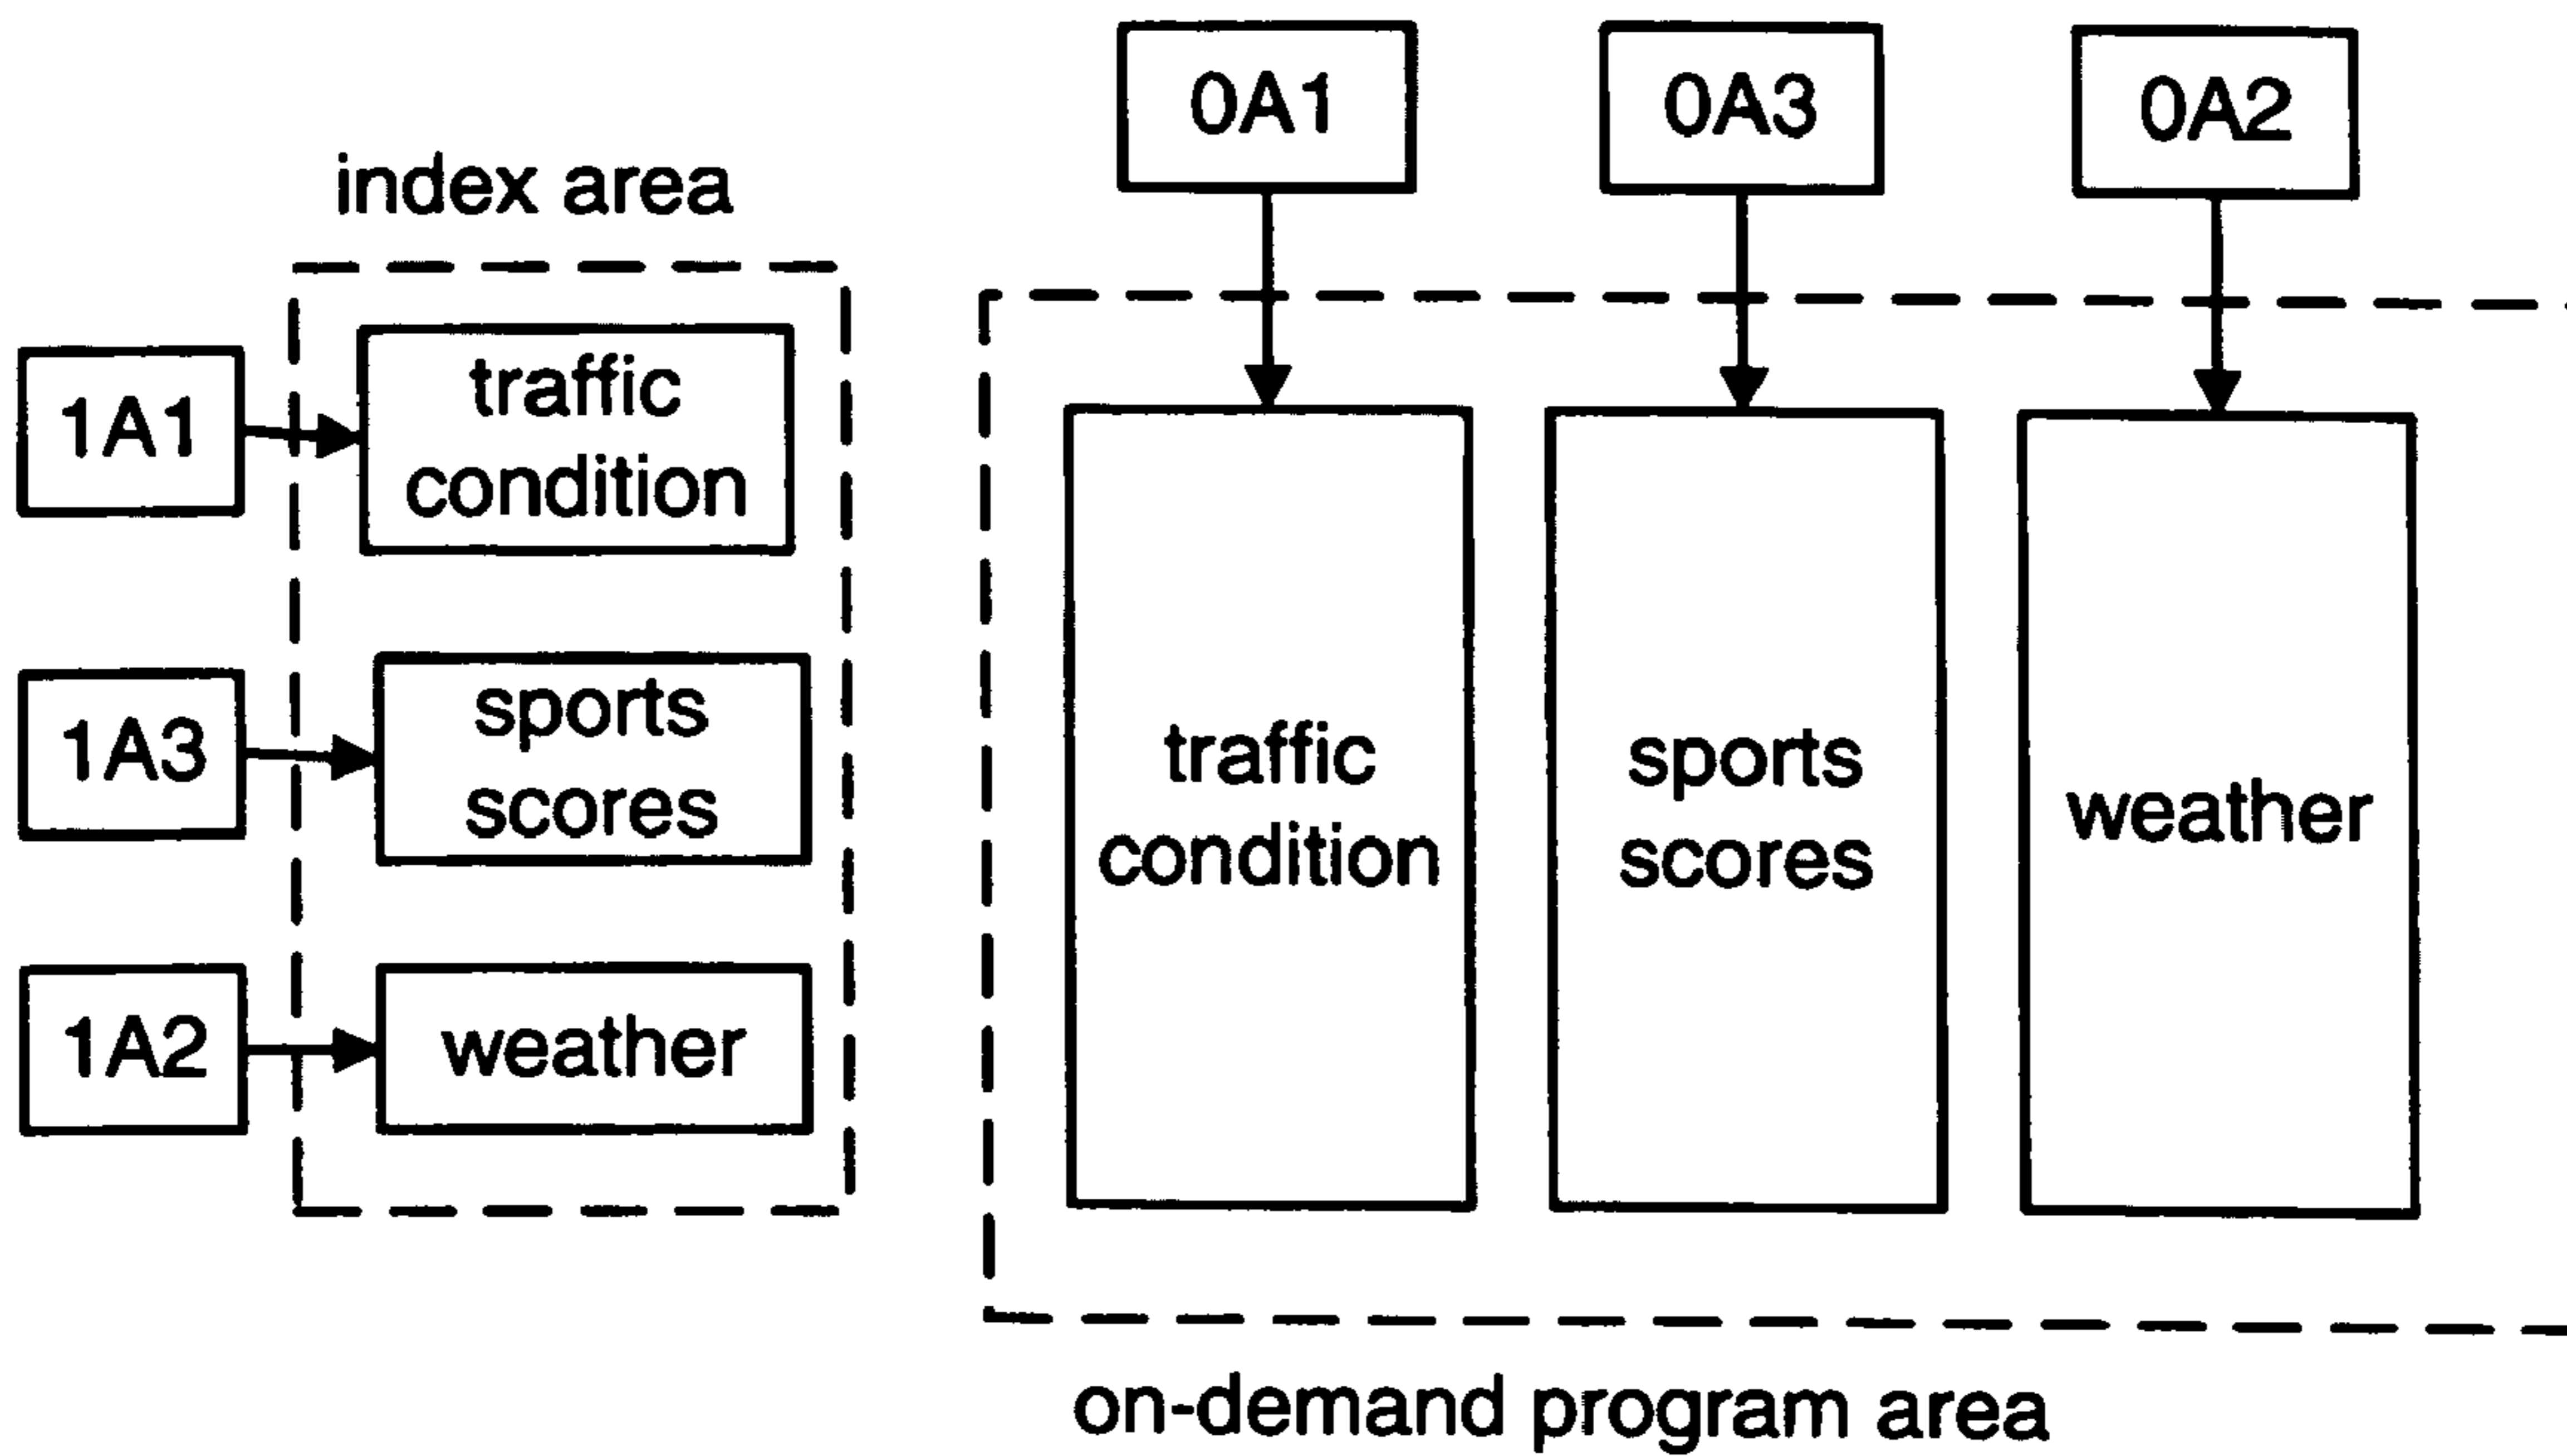 index area
1A1
traffic
condition
1A3
sports
scores
1A2
weather
0A1
0A3
0A2
traffic
condition
sports
scores
weather
on-demand program area